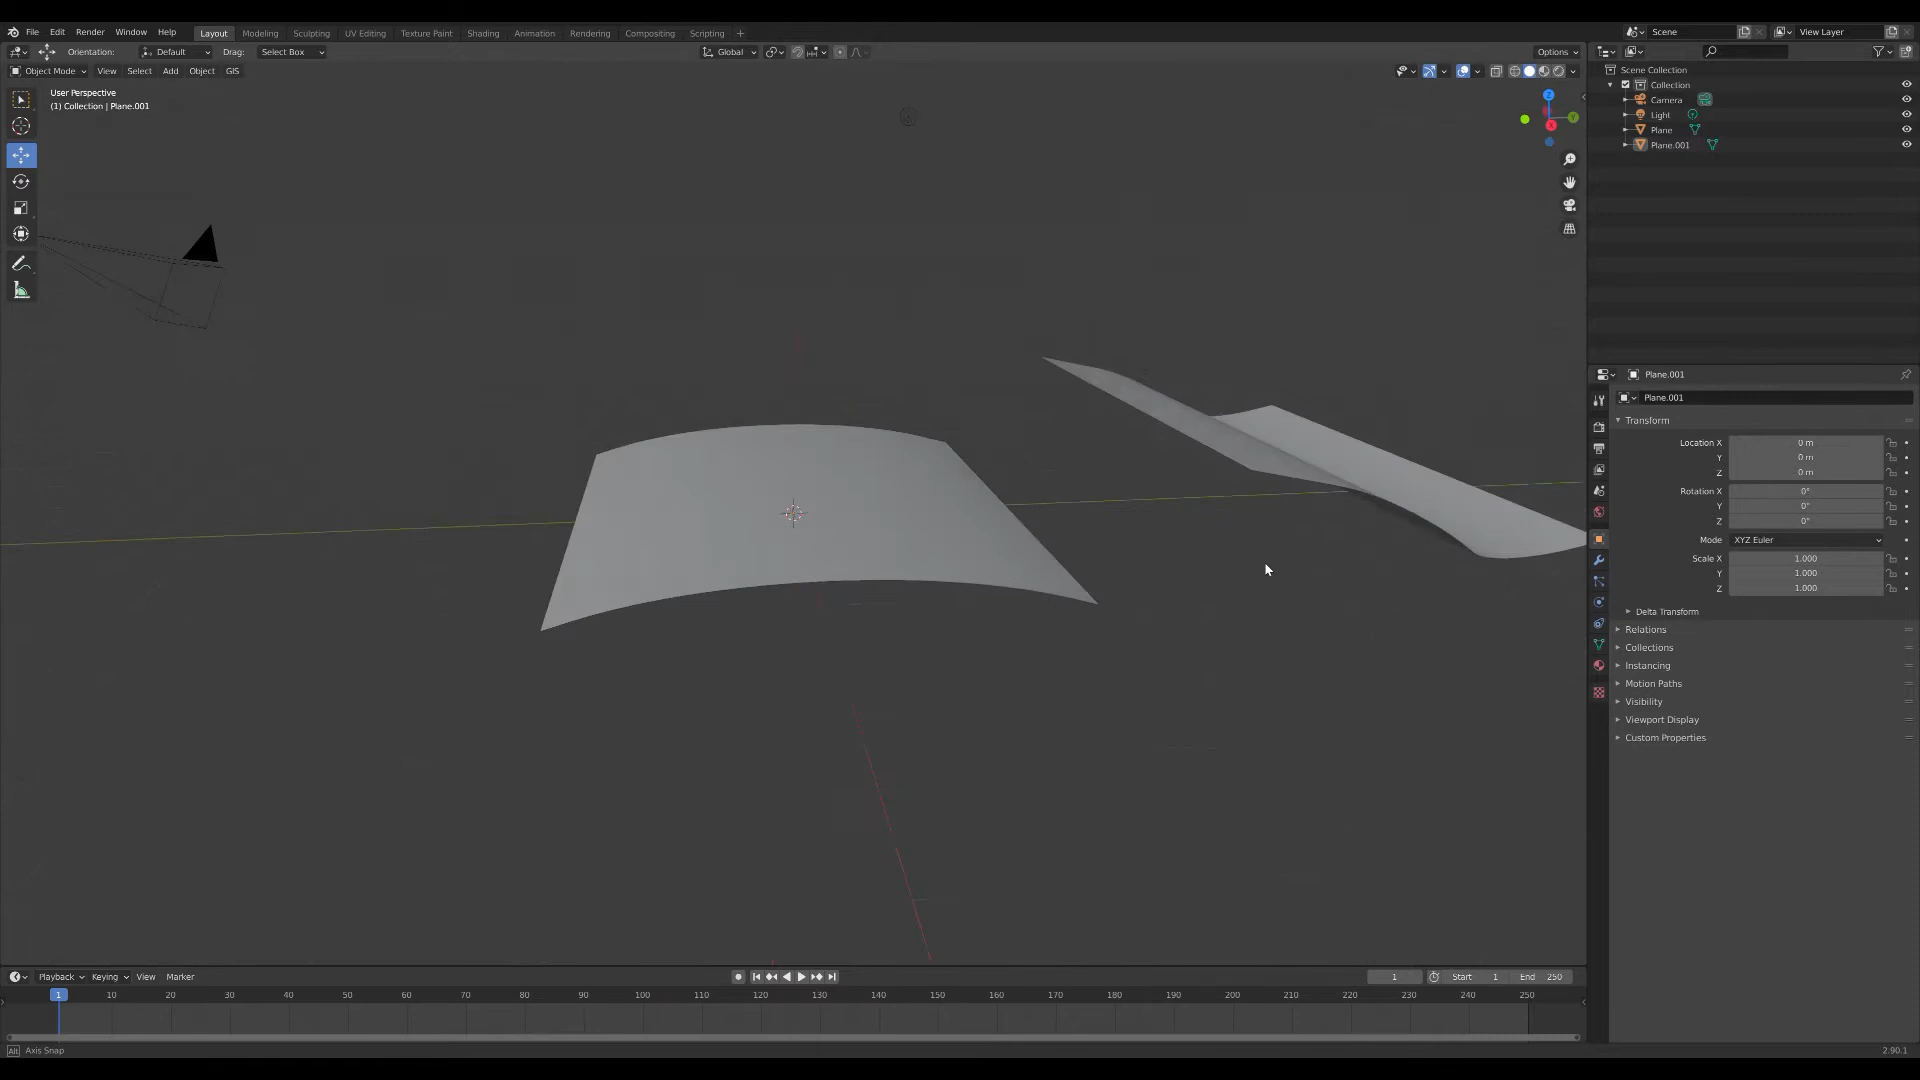 File Edit Render Window Help Layout Modeling Sculpting UV Editing Texture Paint Shading Animation Rendering Compositing Scripting + Scene View Layer
Orientation: Default Drag: Select Box Global Options
Object Mode View Select Add Object GIS
User Perspective
(1) Collection | Plane.001
Z
Y
X
Scene Collection
Collection
Camera
Light
Plane
Plane.001
Plane.001
Plane.001
Transform
Location X 0 m
Y 0 m
Z 0 m
Rotation X 0°
Y 0°
Z 0°
Mode XYZ Euler
Scale X 1.000
Y 1.000
Z 1.000
Delta Transform
Relations
Collections
Instancing
Motion Paths
Visibility
Viewport Display
Custom Properties
Playback Keying View Marker 1 Start 1 End 250
1 10 20 30 40 50 60 70 80 90 100 110 120 130 140 150 160 170 180 190 200 210 220 230 240 250
Alt Axis Snap 2.90.1